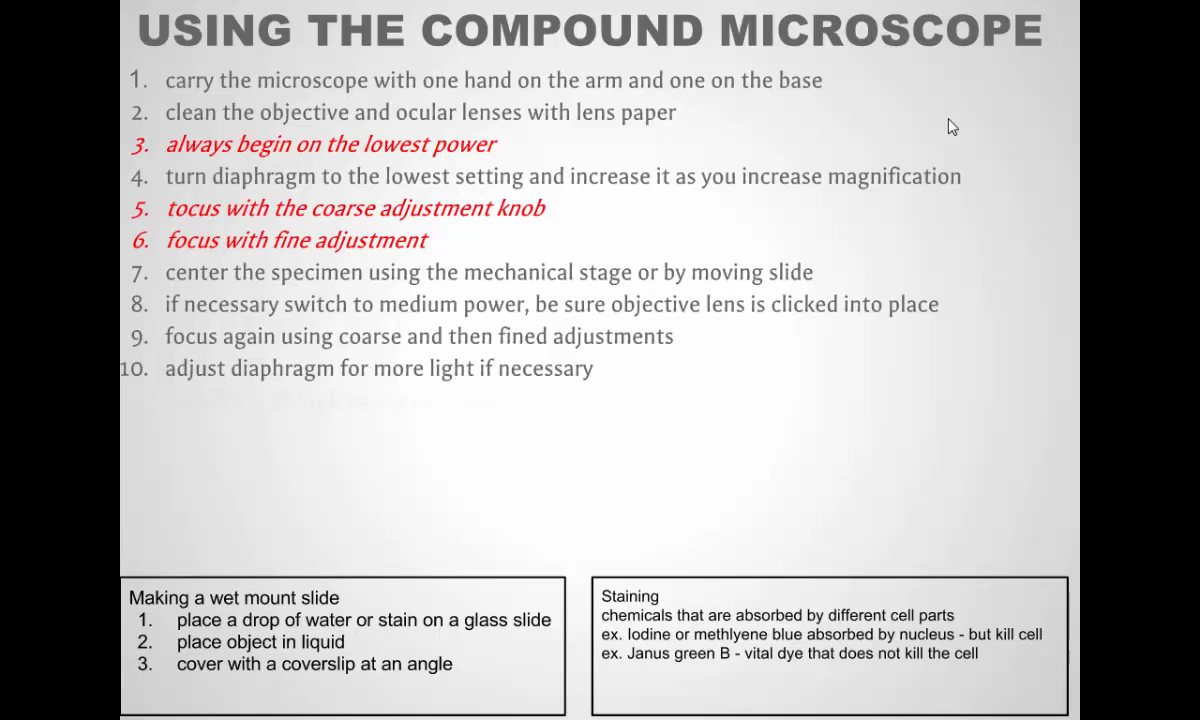 USING THE COMPOUND MICROSCOPE
1. carry the microscope with one hand on the arm and one on the base
2. clean the objective and ocular lenses with lens paper
3. always begin on the lowest power
4. turn diaphragm to the lowest setting and increase it as you increase magnification
5. tocus with the coarse adjustment knob
6. focus with fine adjustment
7. center the specimen using the mechanical stage or by moving slide
8. if necessary switch to medium power, be sure objective lens is clicked into place
9. focus again using coarse and then fined adjustments
10. adjust diaphragm for more light if necessary
Making a wet mount slide
1. place a drop of water or stain on a glass slide
2. place object in liquid
3. cover with a coverslip at an angle
Staining
chemicals that are absorbed by different cell parts
ex. Iodine or methlyene blue absorbed by nucleus - but kill cell
ex. Janus green B - vital dye that does not kill the cell